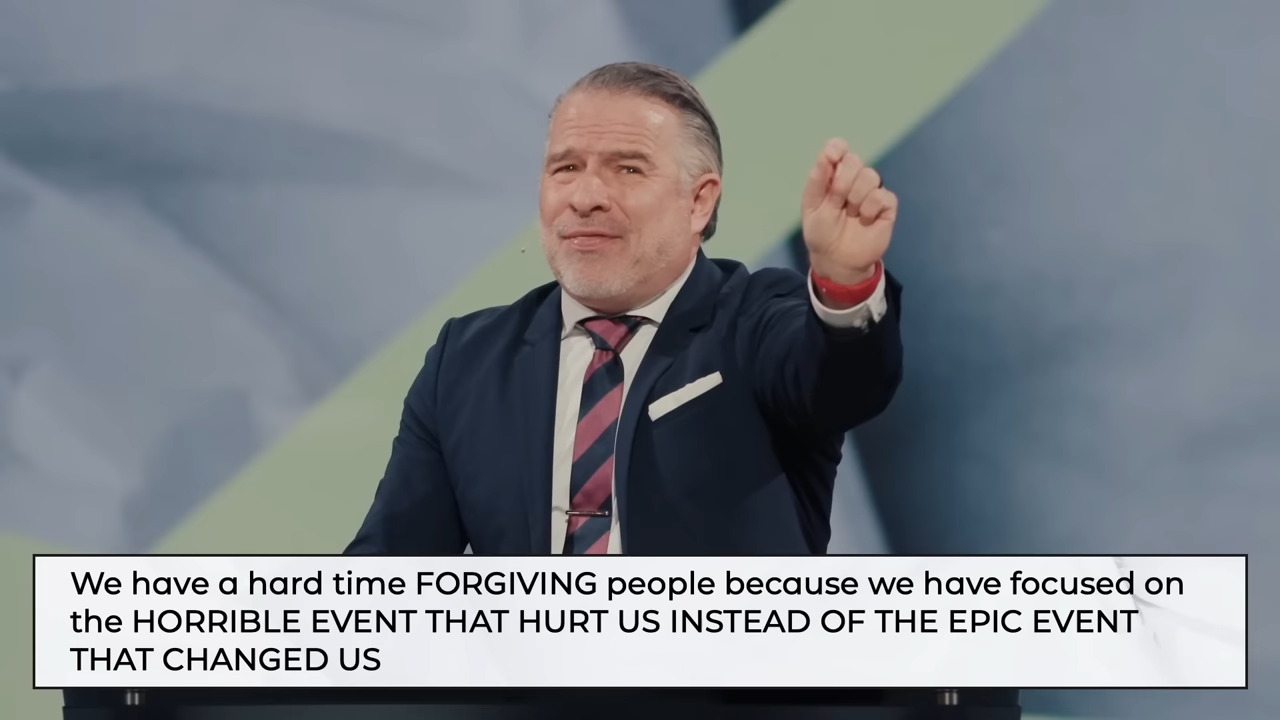 We have a hard time FORGIVING people because we have focused on
the HORRIBLE EVENT THAT HURT US INSTEAD OF THE EPIC EVENT
THAT CHANGED US